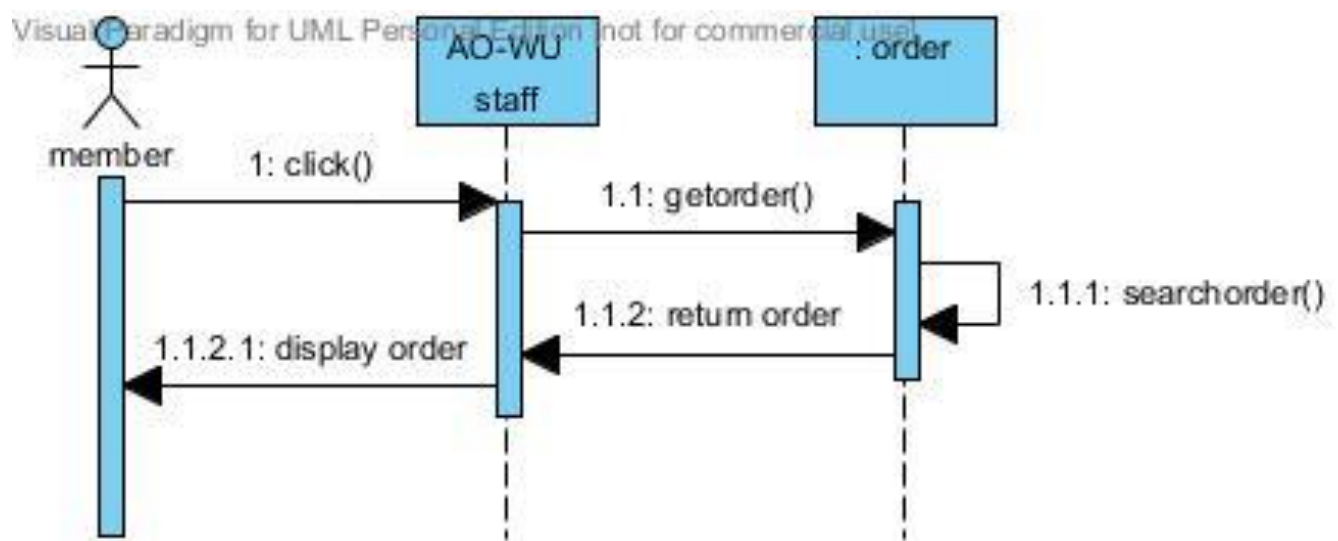 Visual Paradigm for UML Personal Edition [not for commercial use]
AO-WU
staff
: order
member
1: click()
1.1: getorder()
1.1.1: searchorder()
1.1.2: return order
1.1.2.1: display order